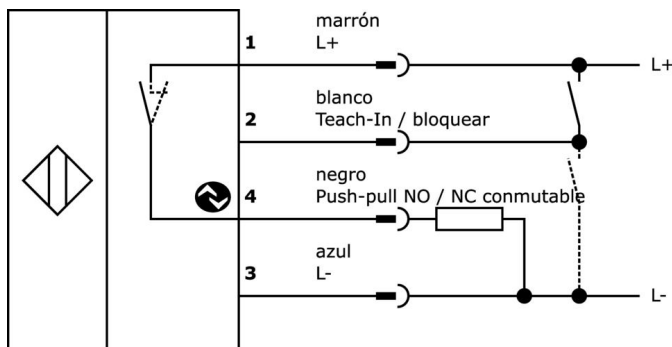 marrón
1 L+ L+
blanco
2 Teach-In / bloquear
negro
4 Push-pull NO / NC conmutable
azul
3 L- L-